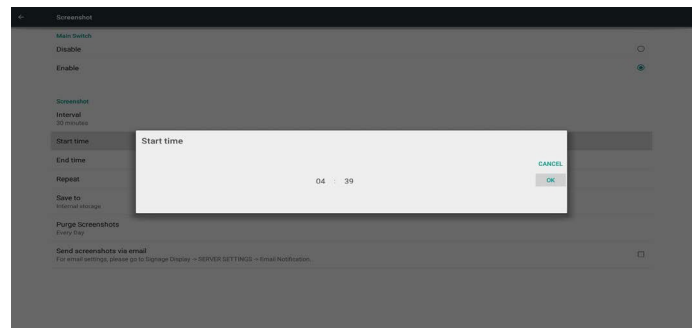 Screenshot
Main Switch
Disable
Enable
Screenshot
Interval
30 minutes
Start time
Start time
End time
CANCEL
Repeat
04 : 39
OK
Save to
Internal storage
Purge Screenshots
Every day
Send screenshots via email
For email settings, please go to Signage Display -> SERVER SETTINGS -> Email Notification.